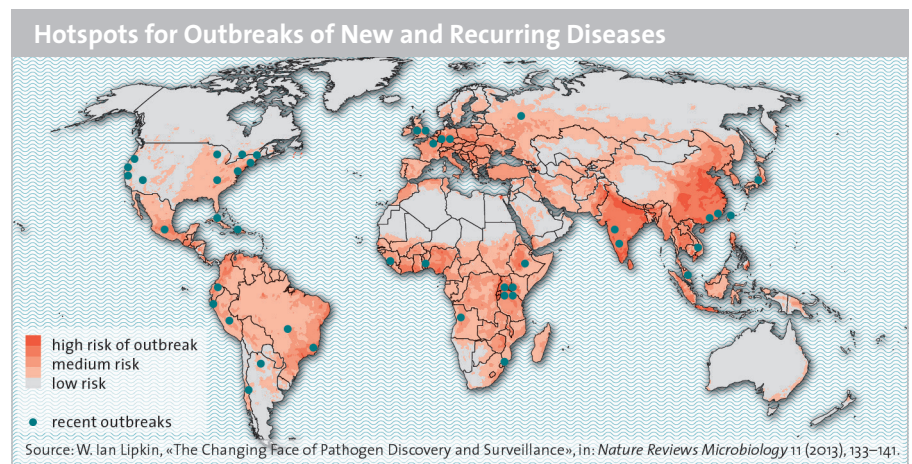 Hotspots for Outbreaks of New and Recurring Diseases
high risk of outbreak
medium risk
low risk
recent outbreaks
Source: W. Ian Lipkin, «The Changing Face of Pathogen Discovery and Surveillance», in: Nature Reviews Microbiology 11 (2013), 133–141.